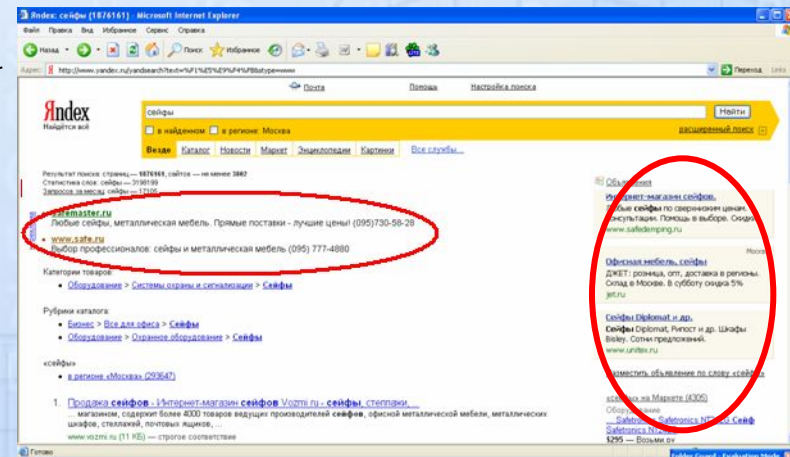 Яndex: сейфы (1876161) - Microsoft Internet Explorer
Файл Правка Вид Избранное Сервис Справка
Назад Поиск Избранное
Адрес: http://www.yandex.ru/yandsearch?text=%F1%E5%E9%F4%FB&stype=www Переход Links
Почта Помощь Настройка поиска
Яndex
Найдётся всё
сейфы Найти
в найденном в регионе: Москва расширенный поиск
Везде Каталог Новости Маркет Энциклопедии Картинки Все службы...
Результат поиска: страниц — 1876161, сайтов — не менее 3802
Статистика слов: сейфы — 3198199
Запросов за месяц: сейфы — 17105
safemaster.ru
Любые сейфы, металлическая мебель. Прямые поставки - лучшие цены! (095)730-58-28
www.safe.ru
Выбор профессионалов: сейфы и металлическая мебель (095) 777-4880
Категории товаров:
Оборудование > Системы охраны и сигнализации > Сейфы
Рубрики каталога:
Бизнес > Все для офиса > Сейфы
Оборудование > Охранное оборудование > Сейфы
«сейфы»
в регионе «Москва» (293647)
1. Продажа сейфов - Интернет-магазин сейфов Vozmi.ru - сейфы, стеллажи, ...
... магазином, содержит более 4000 товаров ведущих производителей сейфов, офисной металлической мебели, металлических
шкафов, стеллажей, почтовых ящиков, ...
www.vozmi.ru (11 КБ) — строгое соответствие
Объявления
Интернет-магазин сейфов.
Любые сейфы по сверхнизким ценам.
Консультации. Помощь в выборе. Скидки
www.safedemping.ru
Москва
Офисная мебель, сейфы
ДЖЕТ: розница, опт, доставка в регионы.
Склад в Москве. В субботу скидка 5%
jet.ru
Сейфы Diplomat и др.
Сейфы Diplomat, Рипост и др. Шкафы
Bisley. Сотни предложений.
www.unitex.ru
Разместить объявление по слову «сейфы»
«сейфы» на Маркете (4305)
Оборудование
... Safetronics Safetronics Сейф
Safetronics
$295 — Возьми.ру
Готово
Evaluation Mode